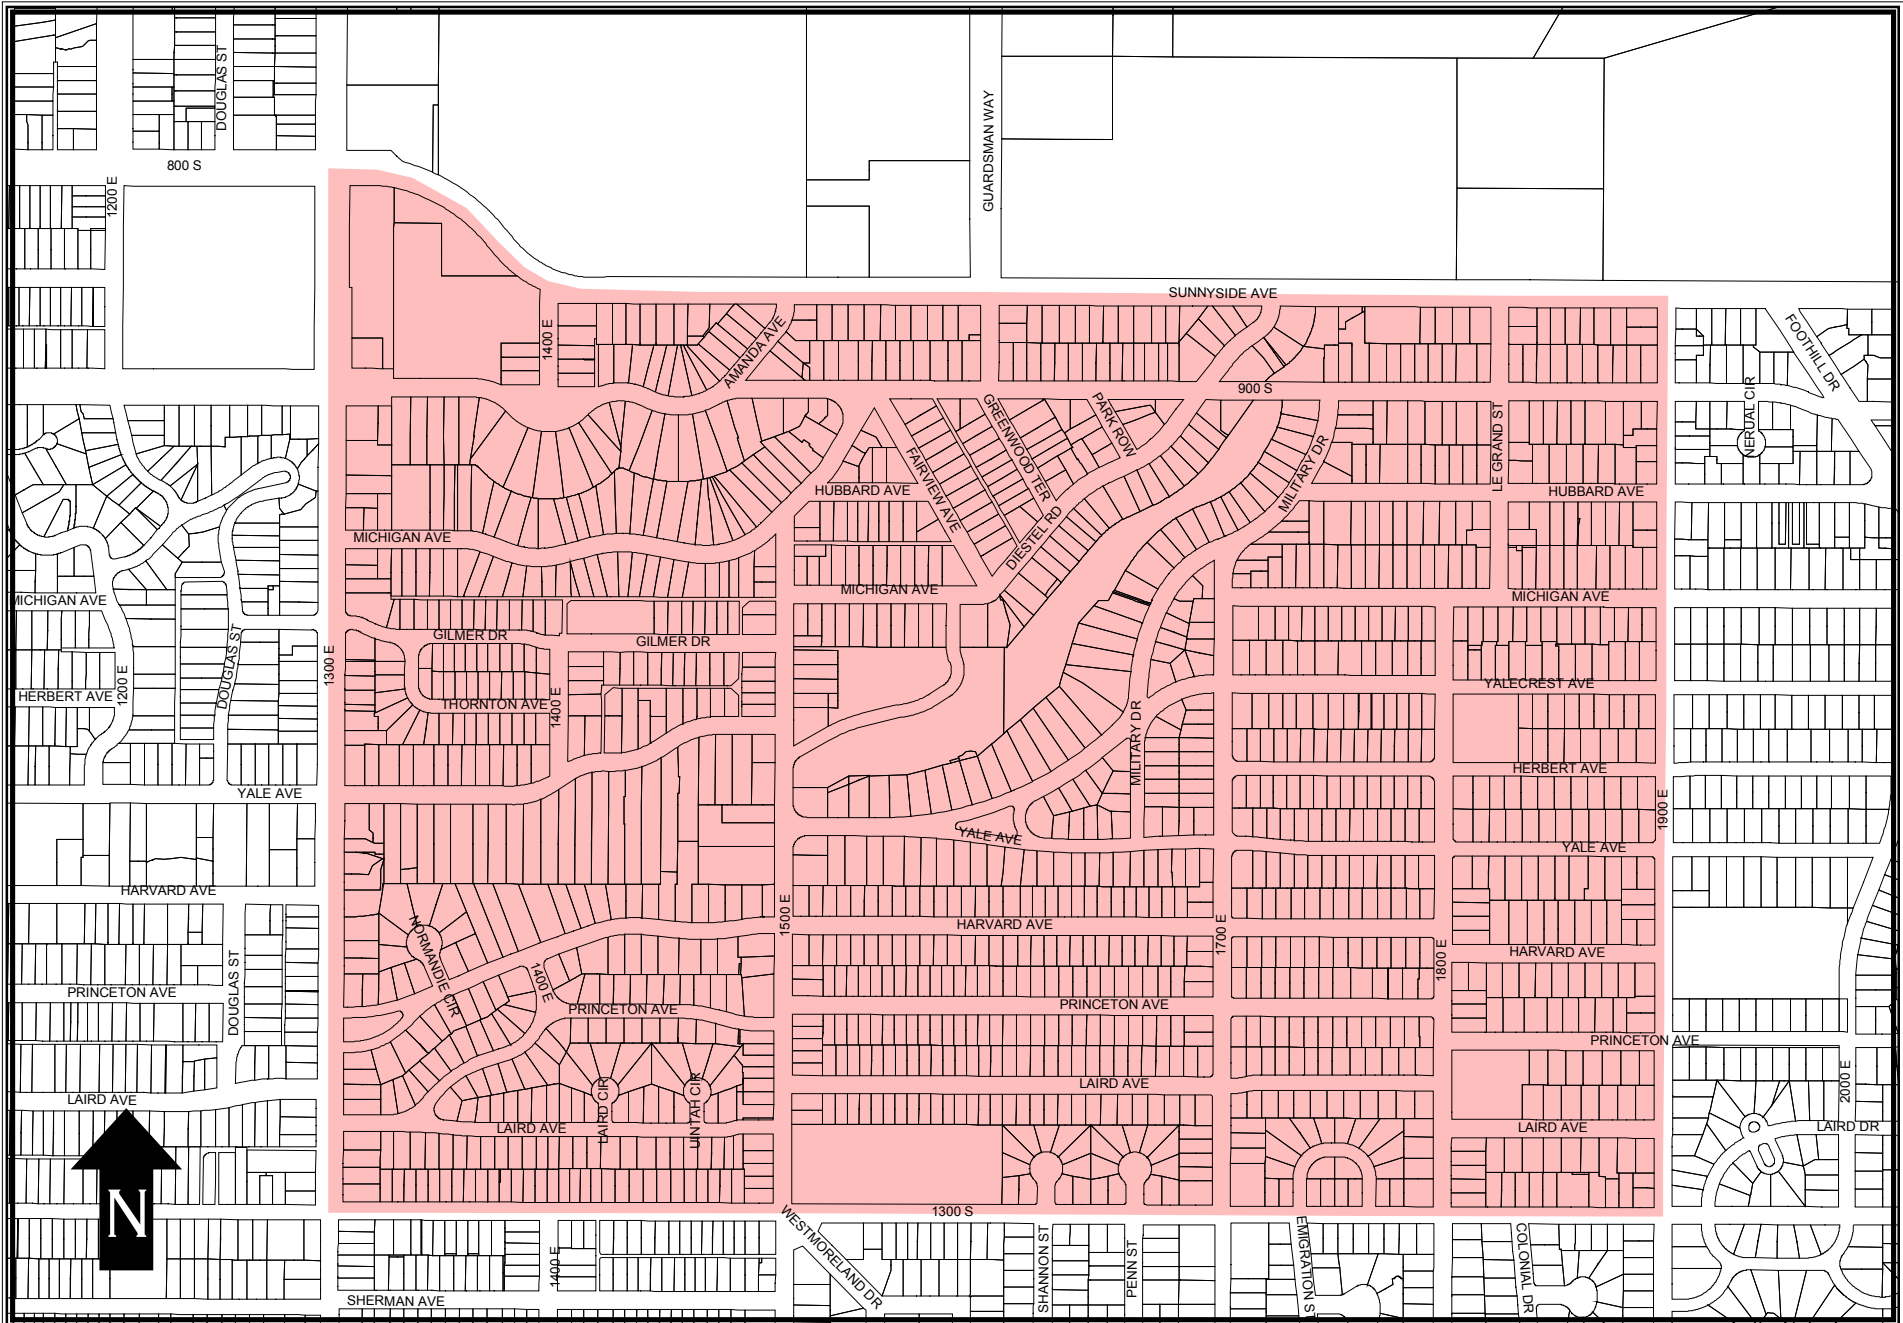 DOUGLAS ST
GUARDSMAN WAY
800 S
1200 E
SUNNYSIDE AVE
FOOTHILL DR
1400 E
AMANDA AVE
900 S
NERUAL CIR
GREENWOOD TER
PARK ROW
LE GRAND ST
FAIRVIEW AVE
MILITARY DR
HUBBARD AVE
HUBBARD AVE
MICHIGAN AVE
DIESTEL RD
MICHIGAN AVE
MICHIGAN AVE
MICHIGAN AVE
GILMER DR
GILMER DR
DOUGLAS ST
1300 E
1200 E
HERBERT AVE
YALECREST AVE
THORNTON AVE
1400 E
MILITARY DR
HERBERT AVE
YALE AVE
1900 E
YALE AVE
YALE AVE
HARVARD AVE
1500 E
HARVARD AVE
1700 E
NORMANDIE CIR
HARVARD AVE
1800 E
1400 E
DOUGLAS ST
PRINCETON AVE
PRINCETON AVE
PRINCETON AVE
PRINCETON AVE
LAIRD AVE
2000 E
LAIRD AVE
LAIRD CIR
UINTAH CIR
LAIRD AVE
LAIRD AVE
LAIRD DR
N
1300 S
WESTMORELAND DR
1400 E
SHANNON ST
PENN ST
EMIGRATION ST
COLONIAL DR
SHERMAN AVE